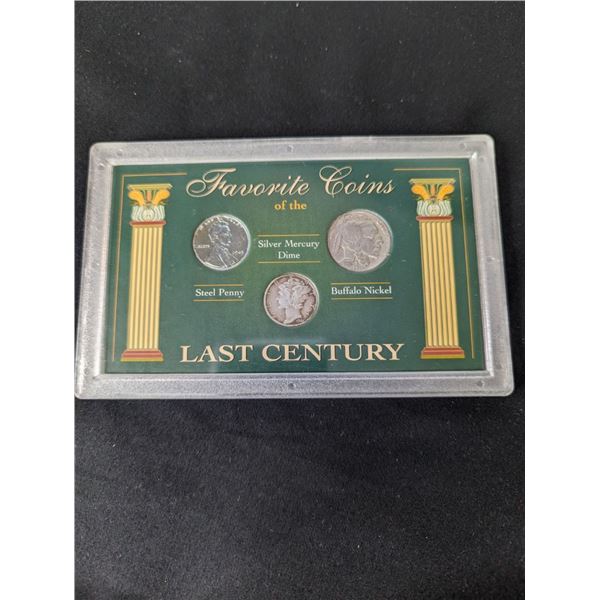 Favorite Coins
of the
Silver Mercury
Dime
Steel Penny
Buffalo Nickel
LAST CENTURY